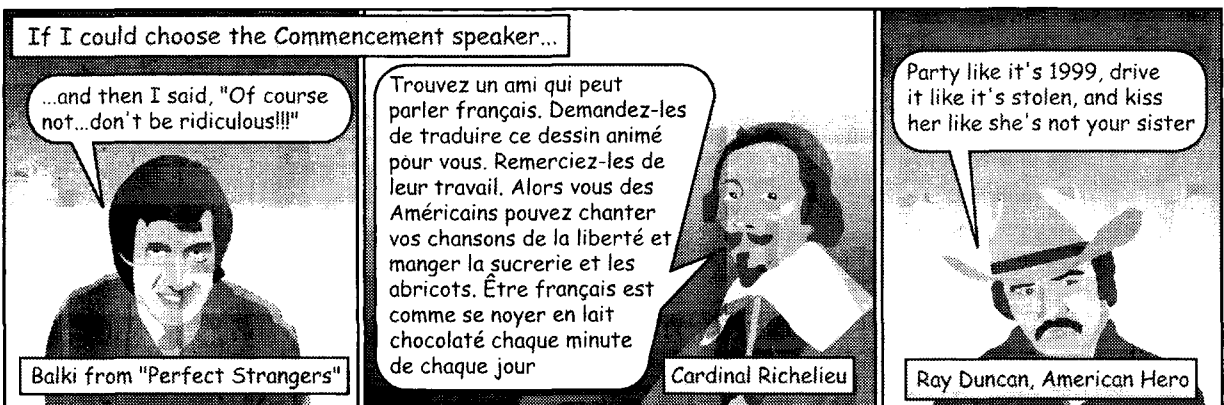 If I could choose the Commencement speaker...
...and then I said, "Of course
not...don't be ridiculous!!!"
Balki from "Perfect Strangers"
Trouvez un ami qui peut
parler français. Demandez-les
de traduire ce dessin animé
pour vous. Remerciez-les de
leur travail. Alors vous des
Américains pouvez chanter
vos chansons de la liberté et
manger la sucrerie et les
abricots. Être français est
comme se noyer en lait
chocolaté chaque minute
de chaque jour
Cardinal Richelieu
Party like it's 1999, drive
it like it's stolen, and kiss
her like she's not your sister
Ray Duncan, American Hero